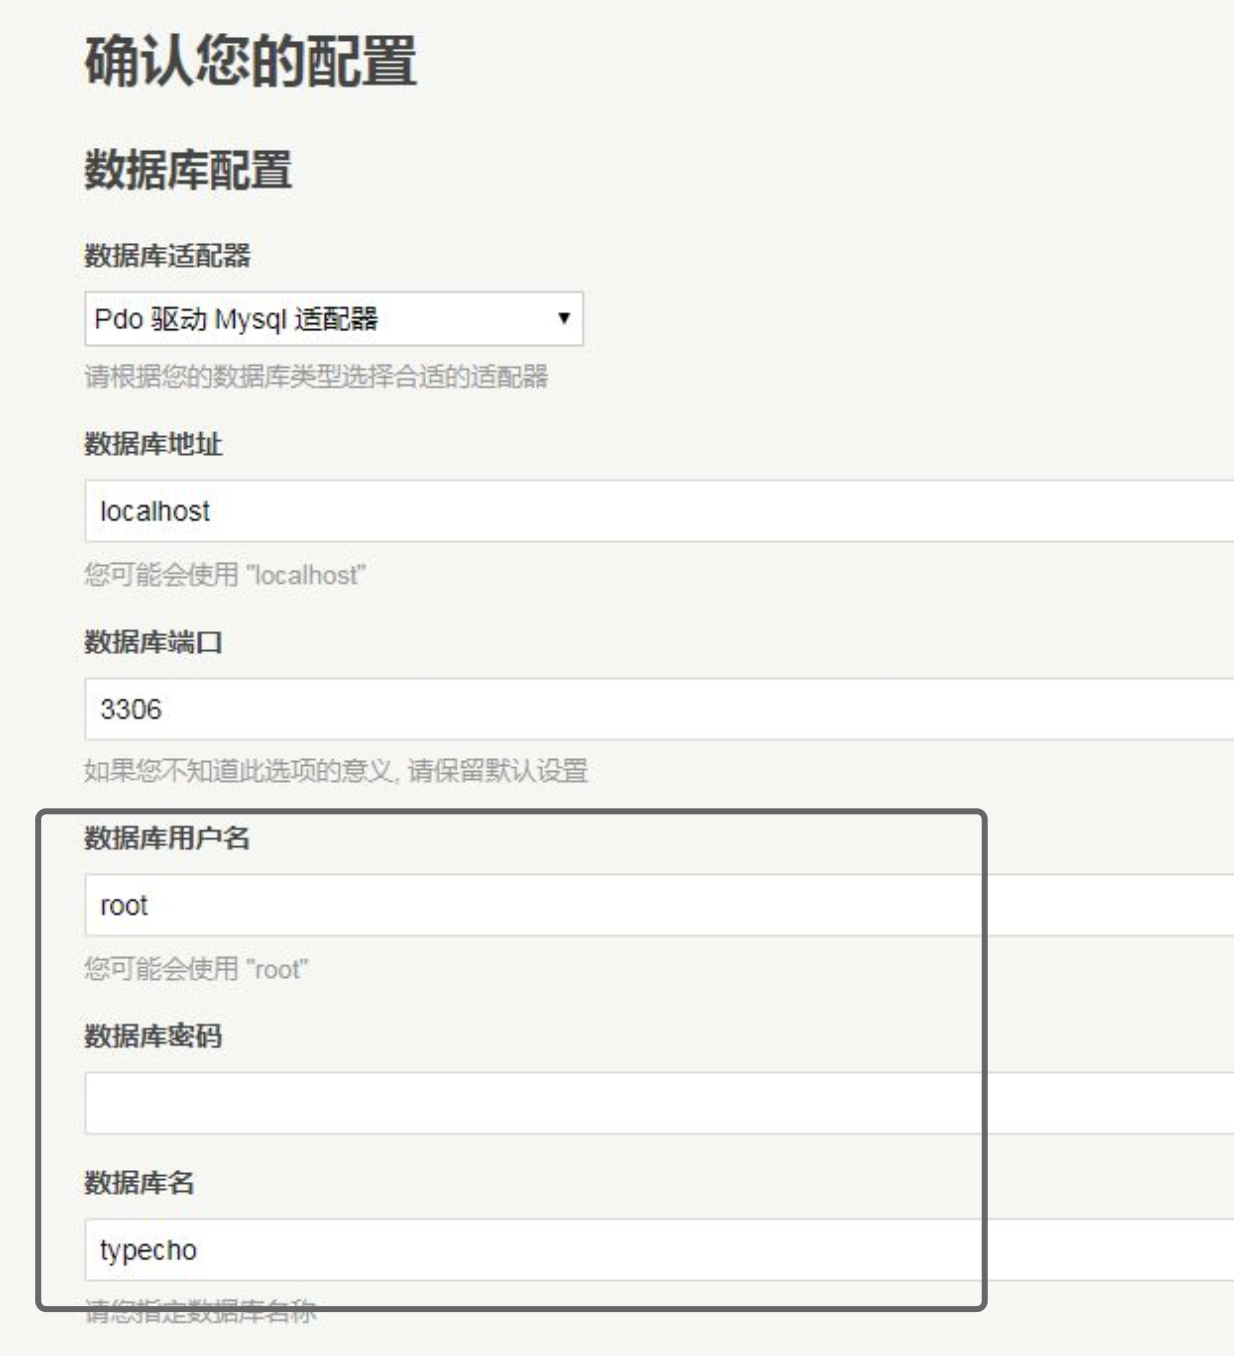 确认您的配置
数据库配置
数据库适配器
Pdo 驱动 Mysql 适配器
请根据您的数据库类型选择合适的适配器
数据库地址
localhost
您可能会使用 "localhost"
数据库端口
3306
如果您不知道此选项的意义, 请保留默认设置
数据库用户名
root
您可能会使用 "root"
数据库密码
数据库名
typecho
请您指定数据库名称